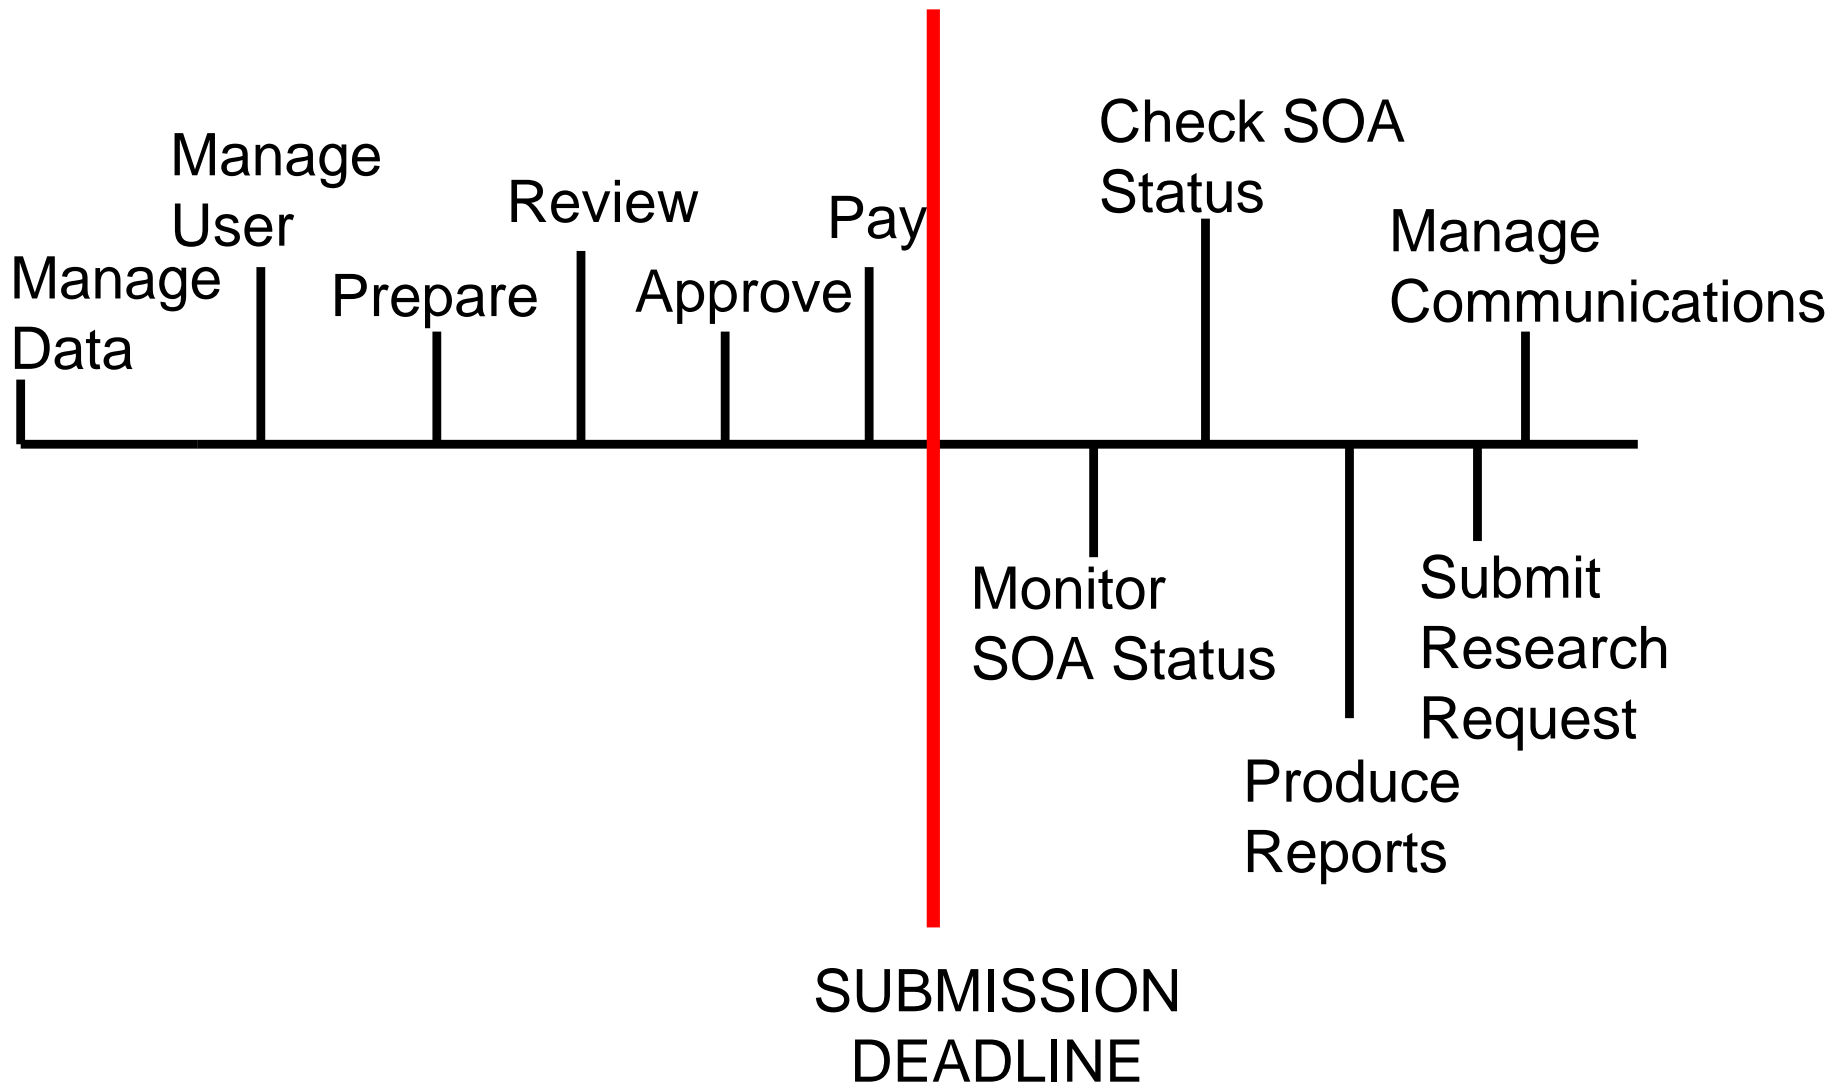 Manage
Data
Manage
User
Prepare
Review
Approve
Pay
Check SOA
Status
Manage
Communications
Monitor
SOA Status
Produce
Reports
Submit
Research
Request
SUBMISSION
DEADLINE